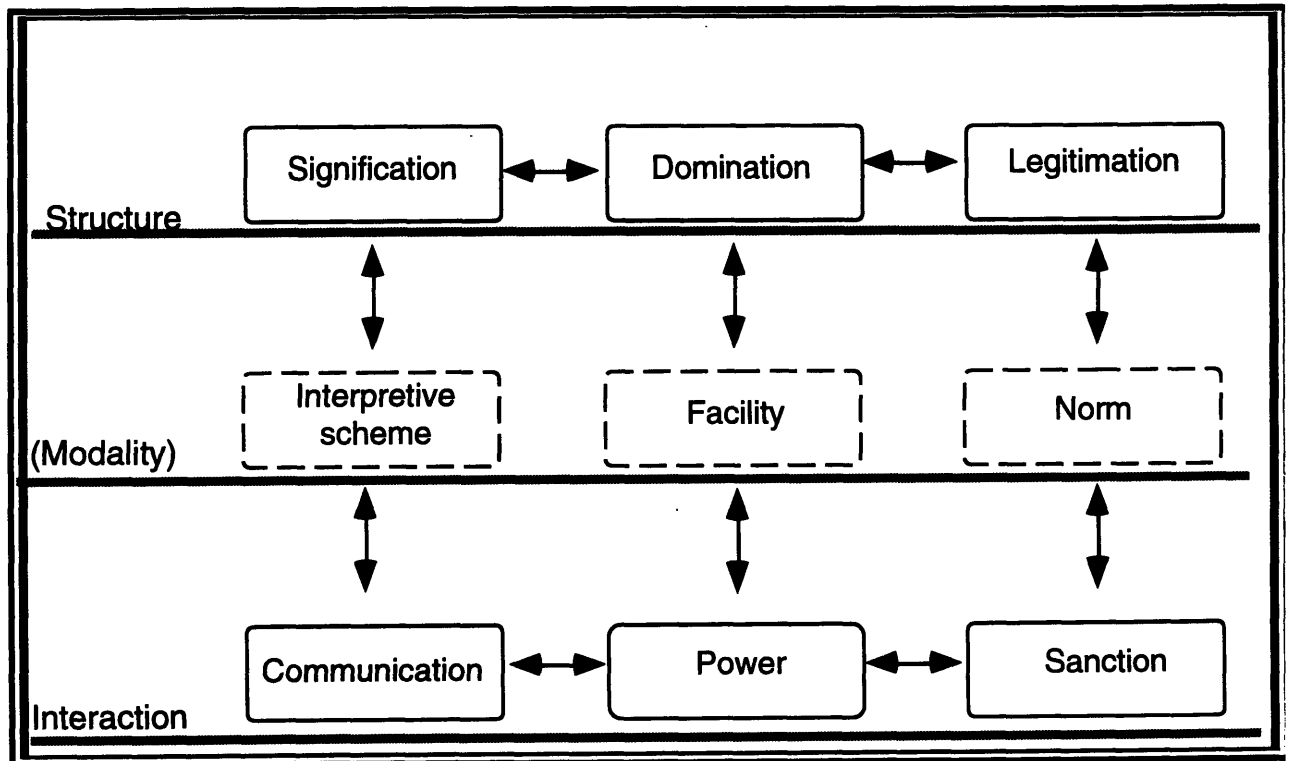 Signification
Domination
Legitimation
Structure
Interpretive
scheme
Facility
Norm
(Modality)
Communication
Power
Sanction
Interaction